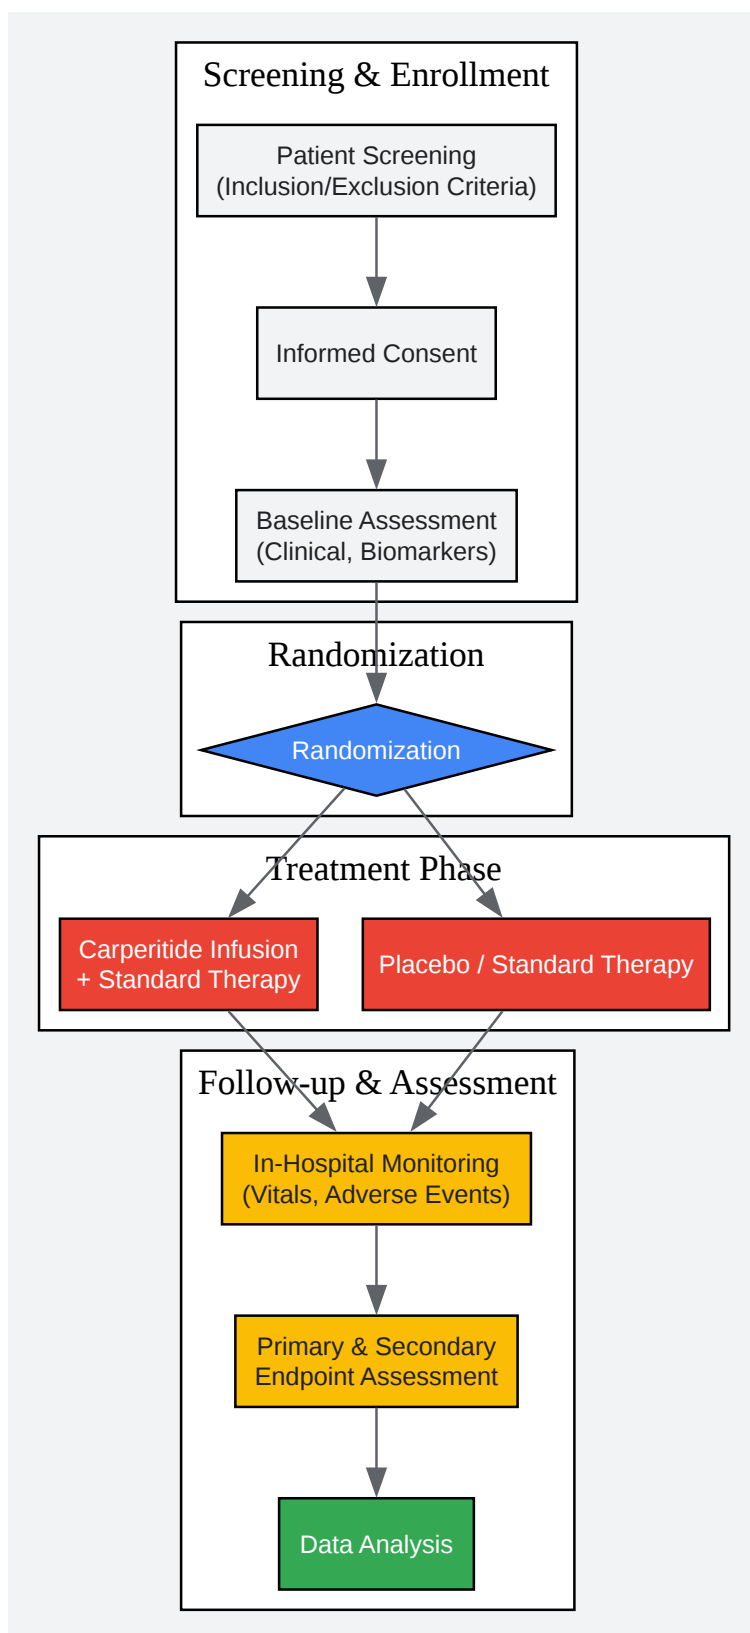 Screening & Enrollment
Patient Screening
(Inclusion/Exclusion Criteria)
Informed Consent
Baseline Assessment
(Clinical, Biomarkers)
Randomization
Randomization
Treatment Phase
Carperitide Infusion
+ Standard Therapy
Placebo / Standard Therapy
Follow-up & Assessment
In-Hospital Monitoring
(Vitals, Adverse Events)
Primary & Secondary
Endpoint Assessment
Data Analysis